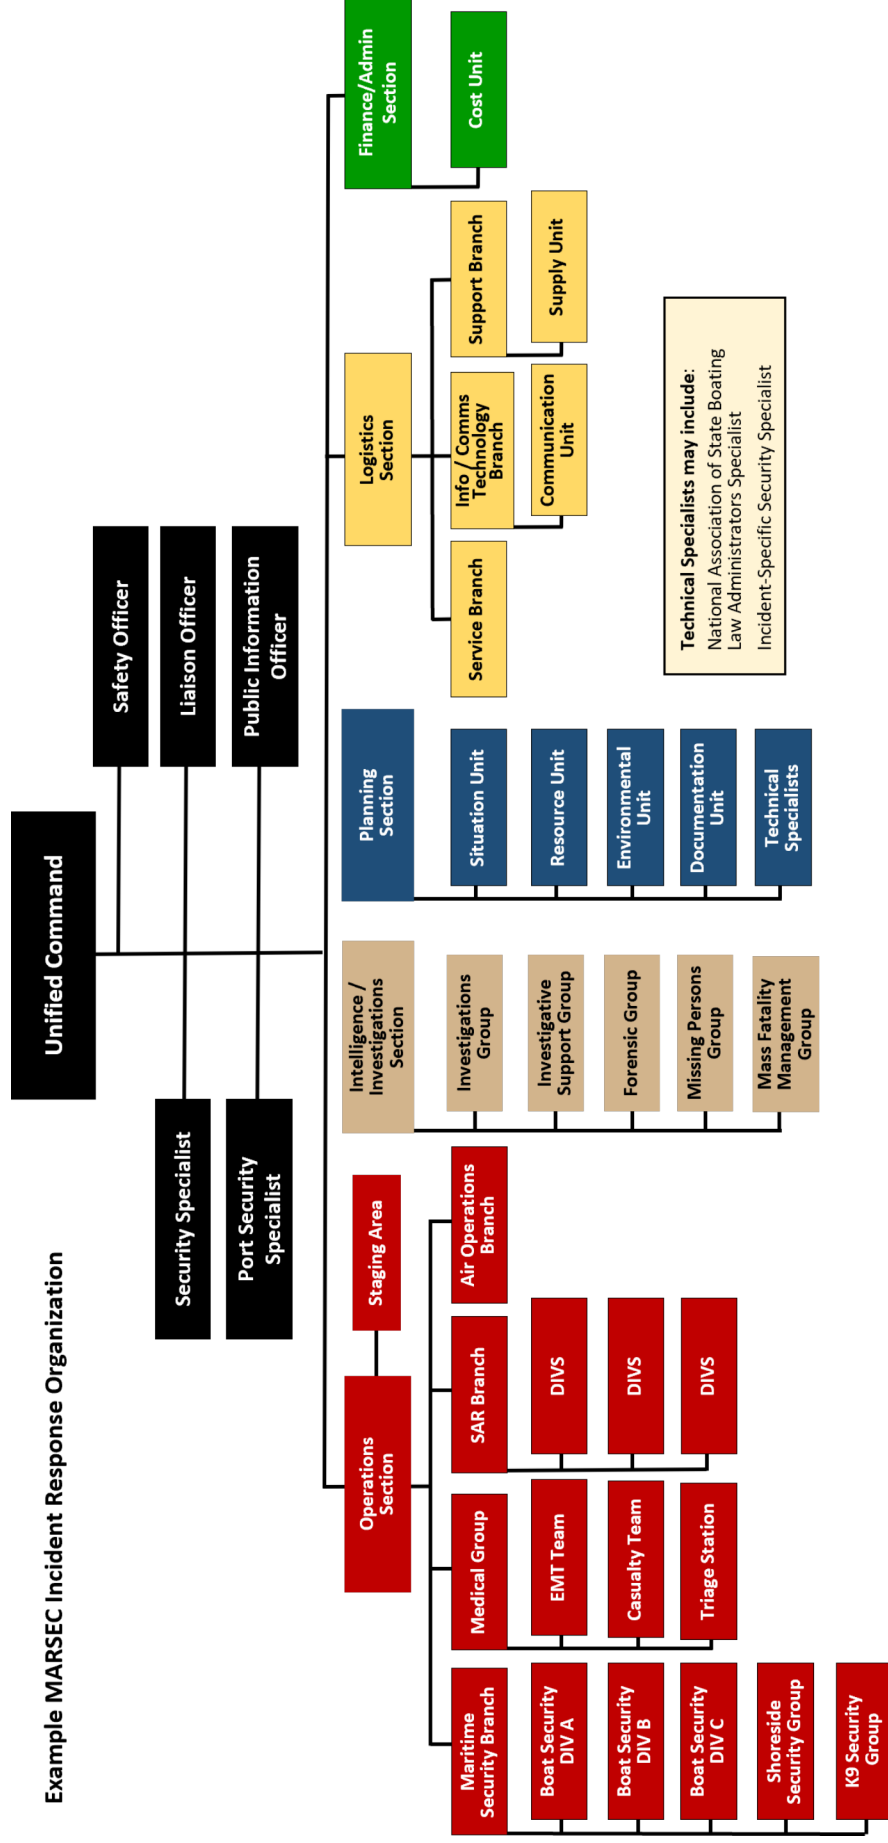 Example MARSEC Incident Response Organization
Unified Command
Safety Officer
Security Specialist
Liaison Officer
Port Security
Specialist
Public Information
Officer
Operations
Section
Staging Area
Intelligence /
Investigations
Section
Planning
Section
Logistics
Section
Finance/Admin
Section
Maritime
Security Branch
Boat Security
DIV A
Boat Security
DIV B
Boat Security
DIV C
Shoreside
Security Group
K9 Security
Group
Medical Group
EMT Team
Casualty Team
Triage Station
SAR Branch
DIVS
DIVS
DIVS
Air Operations
Branch
Investigations
Group
Investigative
Support Group
Forensic Group
Missing Persons
Group
Mass Fatality
Management
Group
Situation Unit
Resource Unit
Environmental
Unit
Documentation
Unit
Technical
Specialists
Service Branch
Info / Comms
Technology
Branch
Communication
Unit
Support Branch
Supply Unit
Cost Unit
Technical Specialists may include:
National Association of State Boating
Law Administrators Specialist
Incident-Specific Security Specialist